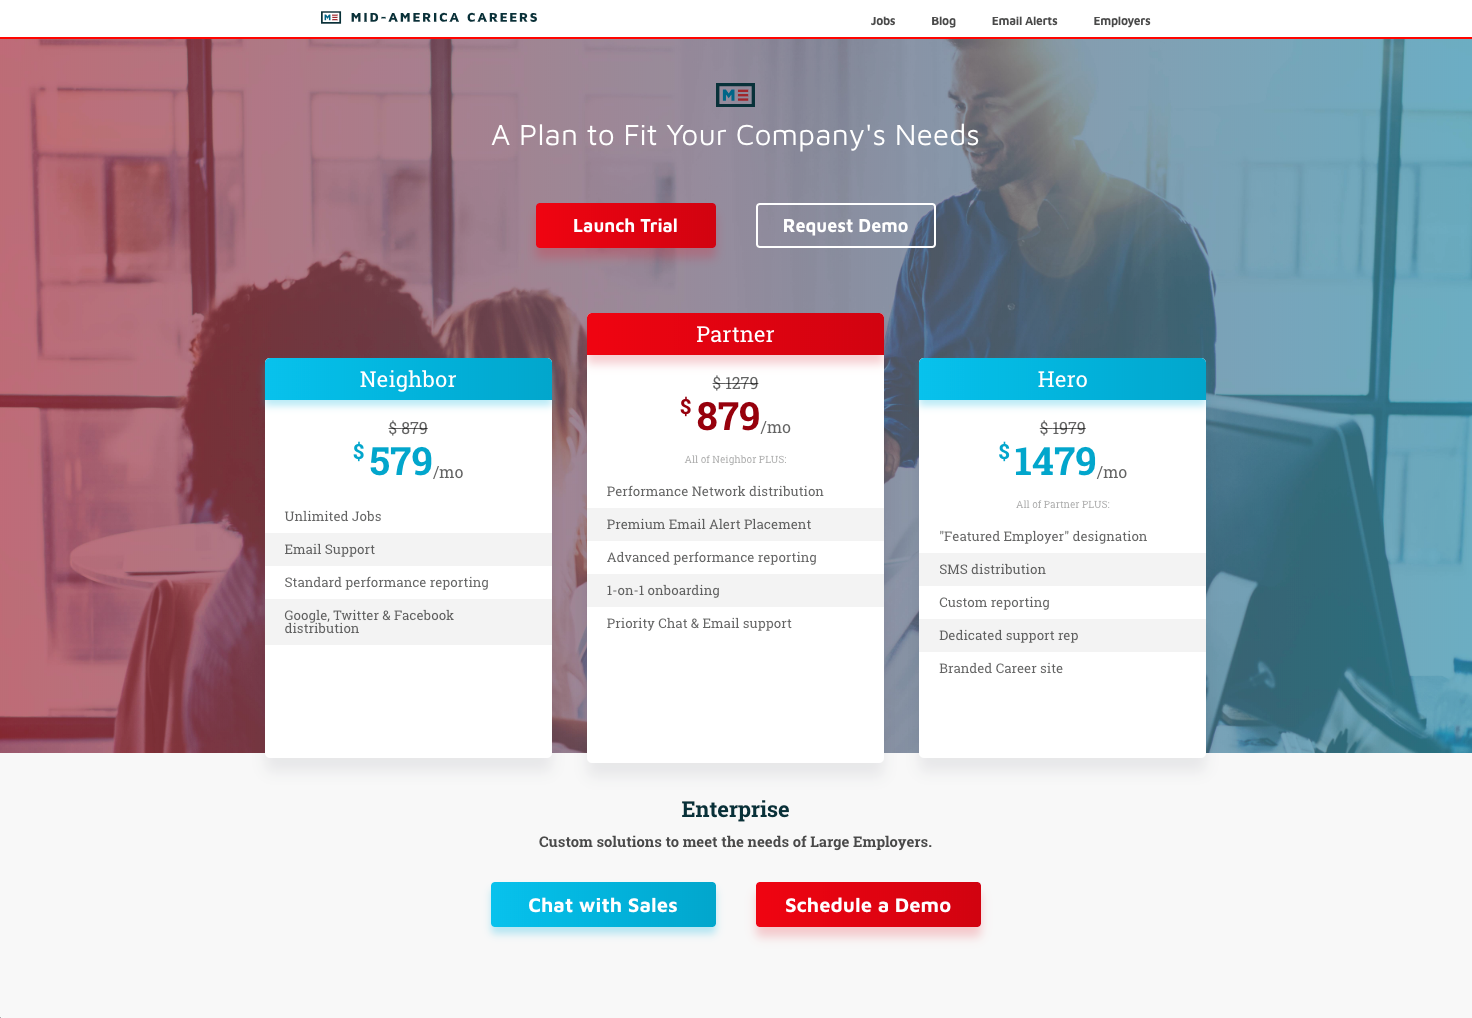 MID-AMERICA CAREERS
Jobs
Blog
Email Alerts
Employers
A Plan to Fit Your Company's Needs
Launch Trial
Request Demo
Neighbor
$ 879
$ 579/mo
Unlimited Jobs
Email Support
Standard performance reporting
Google, Twitter & Facebook
distribution
Partner
$ 1279
$ 879/mo
All of Neighbor PLUS:
Performance Network distribution
Premium Email Alert Placement
Advanced performance reporting
1-on-1 onboarding
Priority Chat & Email support
Hero
$ 1979
$ 1479/mo
All of Partner PLUS:
"Featured Employer" designation
SMS distribution
Custom reporting
Dedicated support rep
Branded Career site
Enterprise
Custom solutions to meet the needs of Large Employers.
Chat with Sales
Schedule a Demo